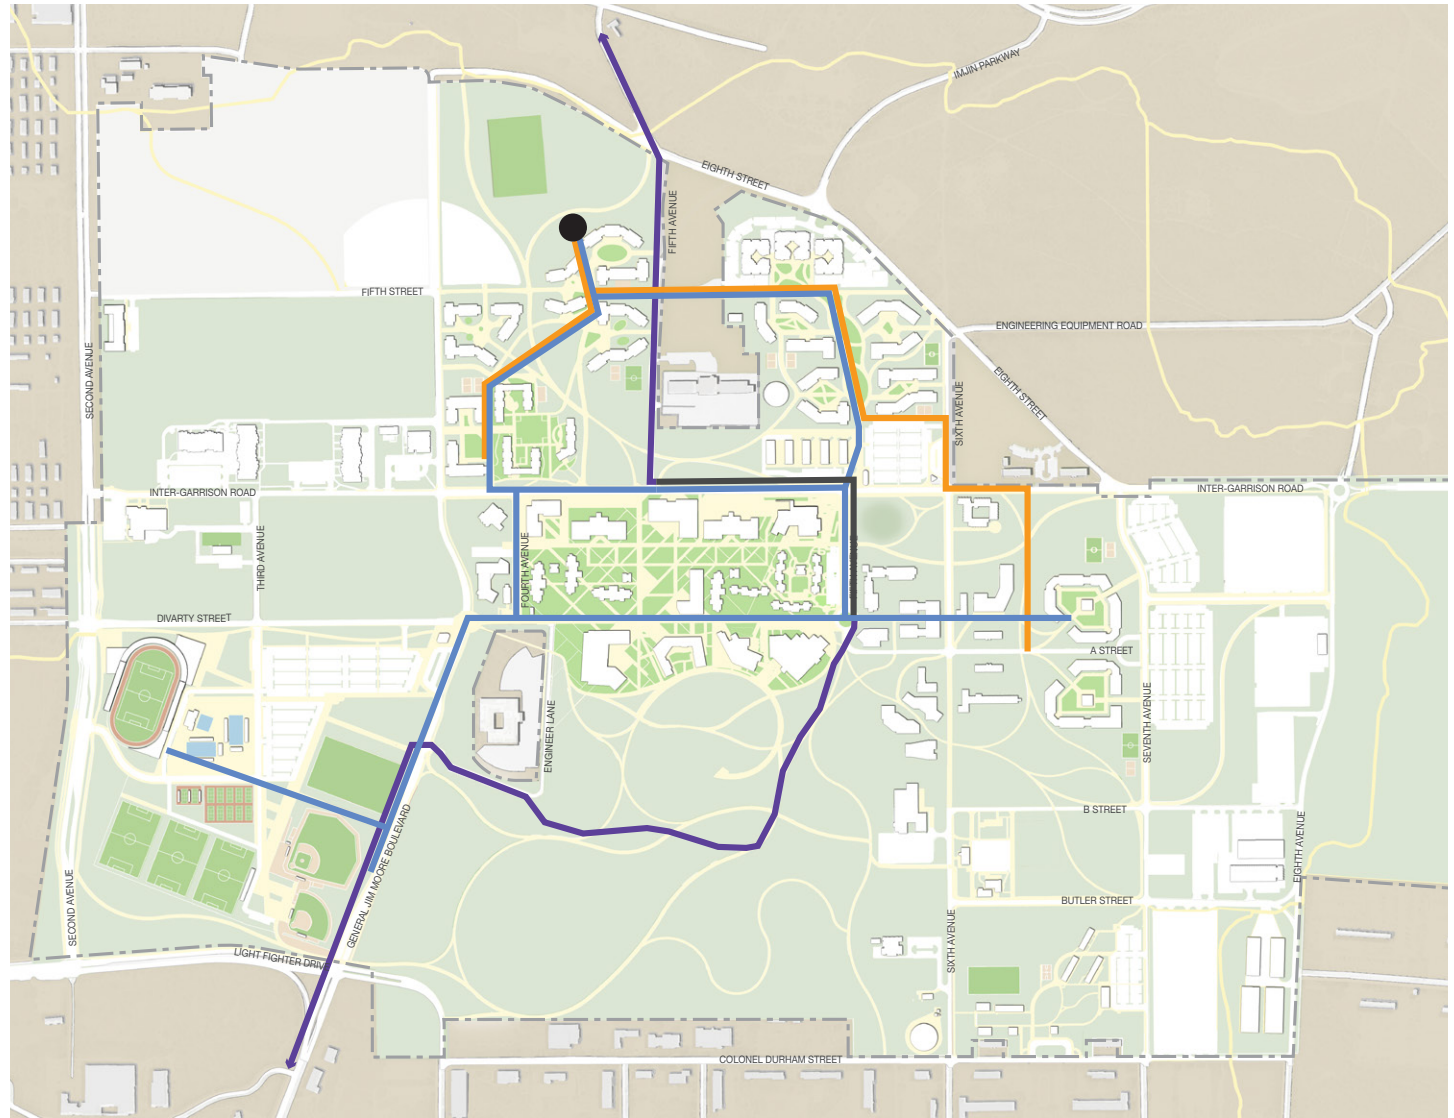 IMJIN PARKWAY
EIGHTH STREET
FIFTH AVENUE
FIFTH STREET
ENGINEERING EQUIPMENT ROAD
SECOND AVENUE
EIGHTH STREET
SIXTH AVENUE
INTER-GARRISON ROAD
INTER-GARRISON ROAD
THIRD AVENUE
FOURTH AVENUE
DIVARTY STREET
A STREET
ENGINEER LANE
SEVENTH AVENUE
B STREET
GENERAL JIM MOORE BOULEVARD
EIGHTH AVENUE
SECOND AVENUE
BUTLER STREET
SIXTH AVENUE
LIGHT FIGHTER DRIVE
COLONEL DURHAM STREET